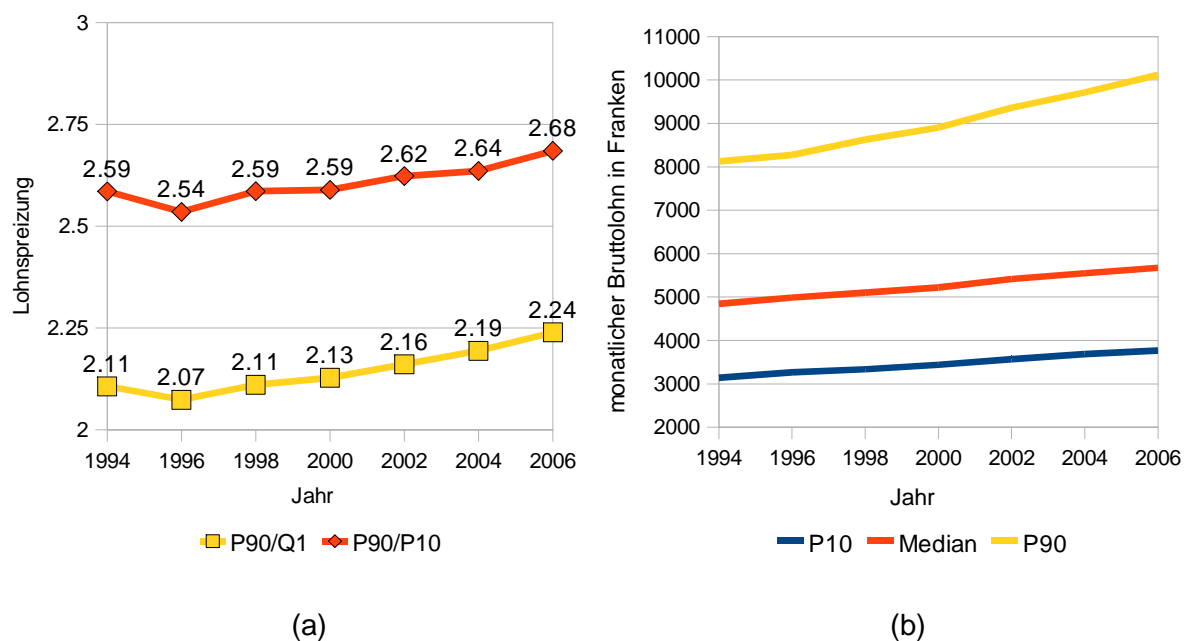 3
2.75
2.5
2.25
2
Lohnspreizung
2.59
2.54
2.59
2.59
2.62
2.64
2.68
2.11
2.07
2.11
2.13
2.16
2.19
2.24
1994 1996 1998 2000 2002 2004 2006
Jahr
P90/Q1 P90/P10
(a)
11000
10000
9000
8000
7000
6000
5000
4000
3000
2000
monatlicher Bruttolohn in Franken
1994 1996 1998 2000 2002 2004 2006
Jahr
P10 Median P90
(b)